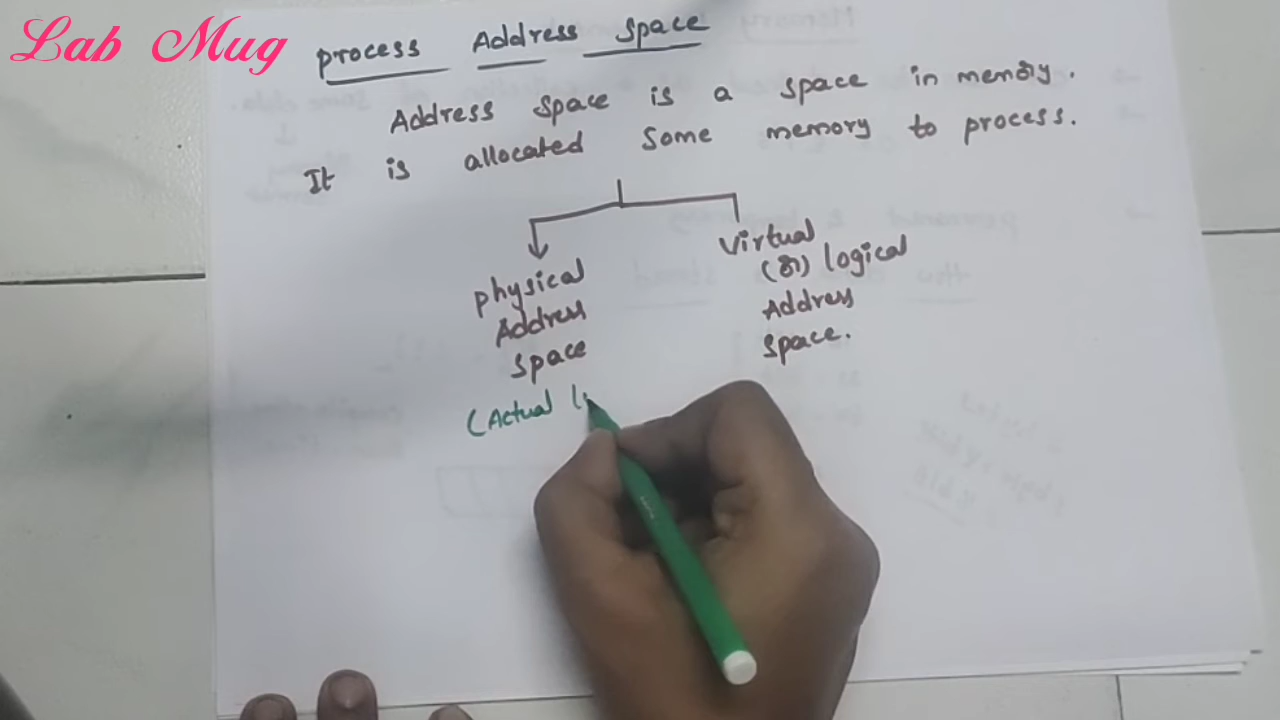 Lab Mug
process Address Space
Address space is a space in memory.
It is allocated some memory to process.
physical
Address
space
(Actual
Virtual
(or) logical
Address
space.